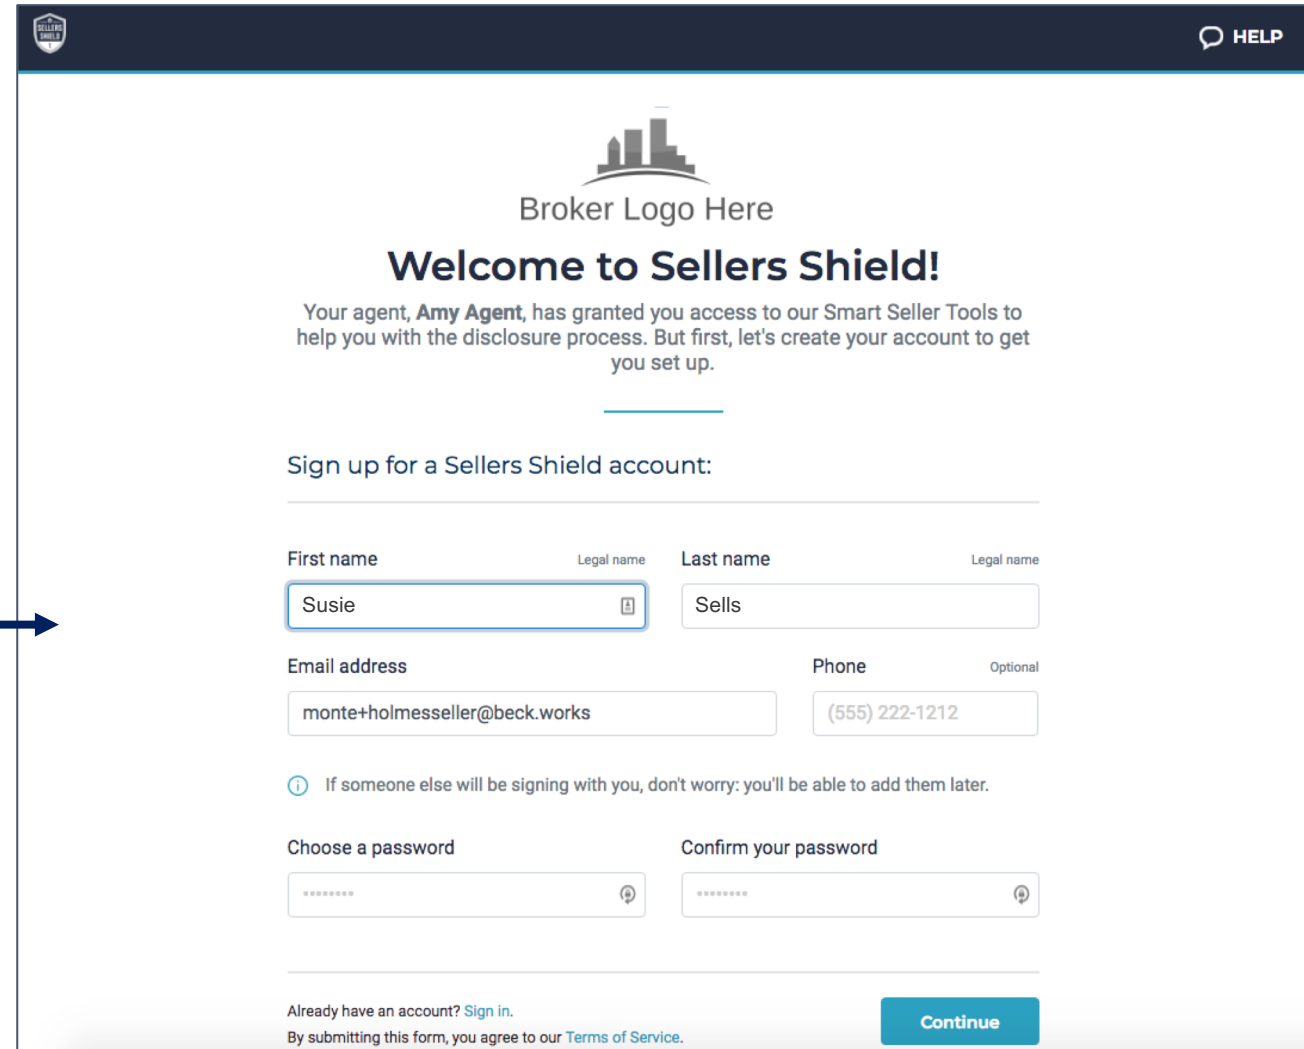 SELLERS
SHIELD
HELP
Broker Logo Here
Welcome to Sellers Shield!
Your agent, Amy Agent, has granted you access to our Smart Seller Tools to
help you with the disclosure process. But first, let's create your account to get
you set up.
Sign up for a Sellers Shield account:
First name Legal name Last name Legal name
Susie Sells
Email address Phone Optional
monte+holmesseller@beck.works (555) 222-1212
If someone else will be signing with you, don't worry: you'll be able to add them later.
Choose a password Confirm your password
Already have an account? Sign in.
By submitting this form, you agree to our Terms of Service.
Continue